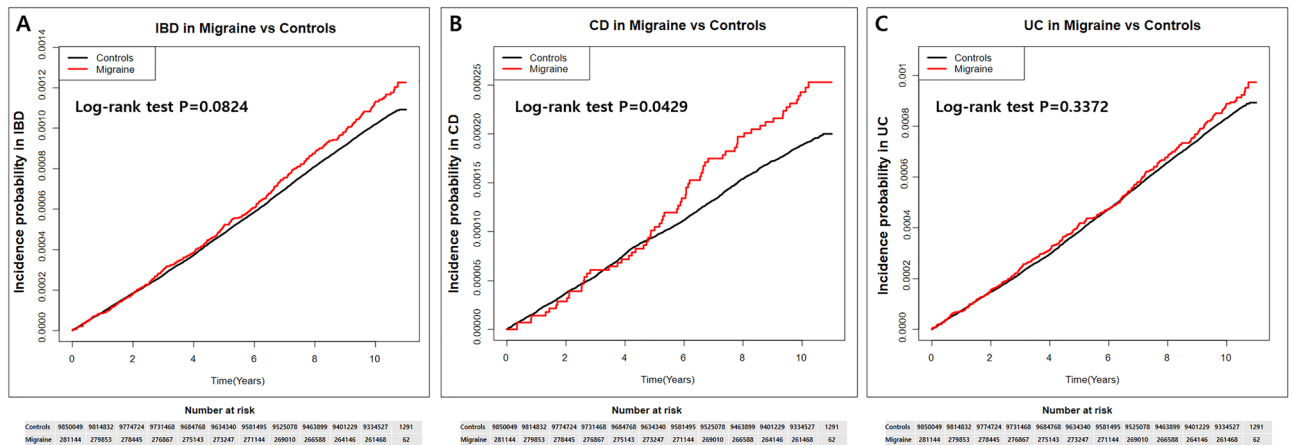 A
IBD in Migraine vs Controls
Controls
Migraine
Log-rank test P=0.0824
Incidence probability in IBD
0.0014
0.0012
0.0010
0.0008
0.0006
0.0004
0.0002
0.0000
0 2 4 6 8 10
Time(Years)
Number at risk
Controls 9850049 9814832 9774724 9731468 9684768 9634340 9581495 9525078 9463899 9401229 9334527 1291
Migraine 281144 279853 278445 276867 275143 273247 271144 269010 266588 264146 261468 62
B
CD in Migraine vs Controls
Controls
Migraine
Log-rank test P=0.0429
Incidence probability in CD
0.00025
0.00020
0.00015
0.00010
0.00005
0.00000
0 2 4 6 8 10
Time(Years)
Number at risk
Controls 9850049 9814832 9774724 9731468 9684768 9634340 9581495 9525078 9463899 9401229 9334527 1291
Migraine 281144 279853 278445 276867 275143 273247 271144 269010 266588 264146 261468 62
C
UC in Migraine vs Controls
Controls
Migraine
Log-rank test P=0.3372
Incidence probability in UC
0.001
0.0008
0.0006
0.0004
0.0002
0.0000
0 2 4 6 8 10
Time(Years)
Number at risk
Controls 9850049 9814832 9774724 9731468 9684768 9634340 9581495 9525078 9463899 9401229 9334527 1291
Migraine 281144 279853 278445 276867 275143 273247 271144 269010 266588 264146 261468 62